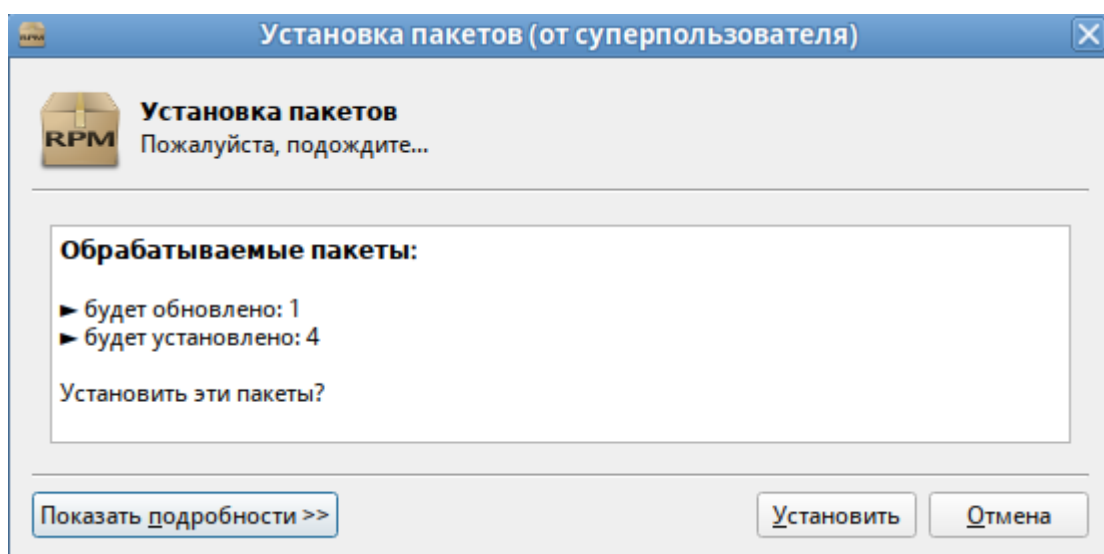 Установка пакетов (от суперпользователя)
Установка пакетов
RPM
Пожалуйста, подождите...
Обрабатываемые пакеты:
► будет обновлено: 1
► будет установлено: 4
Установить эти пакеты?
Показать подробности >>
Установить
Отмена